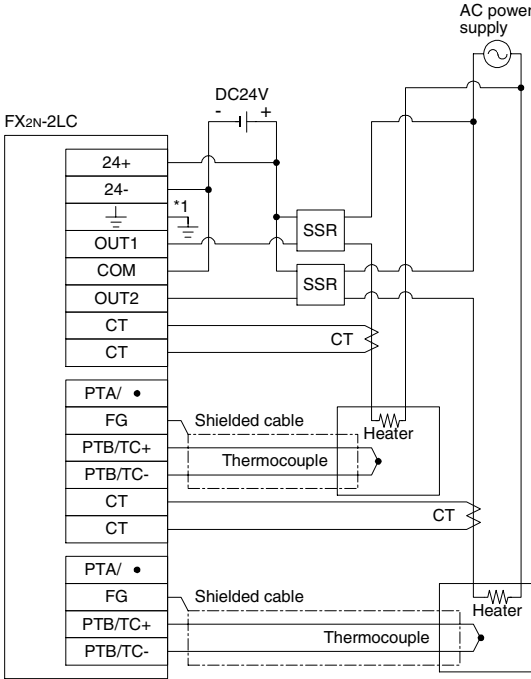 AC power
supply
DC24V
- +
FX2N-2LC
24+
24-
*1
OUT1
SSR
COM
SSR
OUT2
CT
CT
CT
PTA/ •
FG
Shielded cable
Heater
PTB/TC+
Thermocouple
PTB/TC-
CT
CT
CT
PTA/ •
FG
Shielded cable
Heater
PTB/TC+
Thermocouple
PTB/TC-